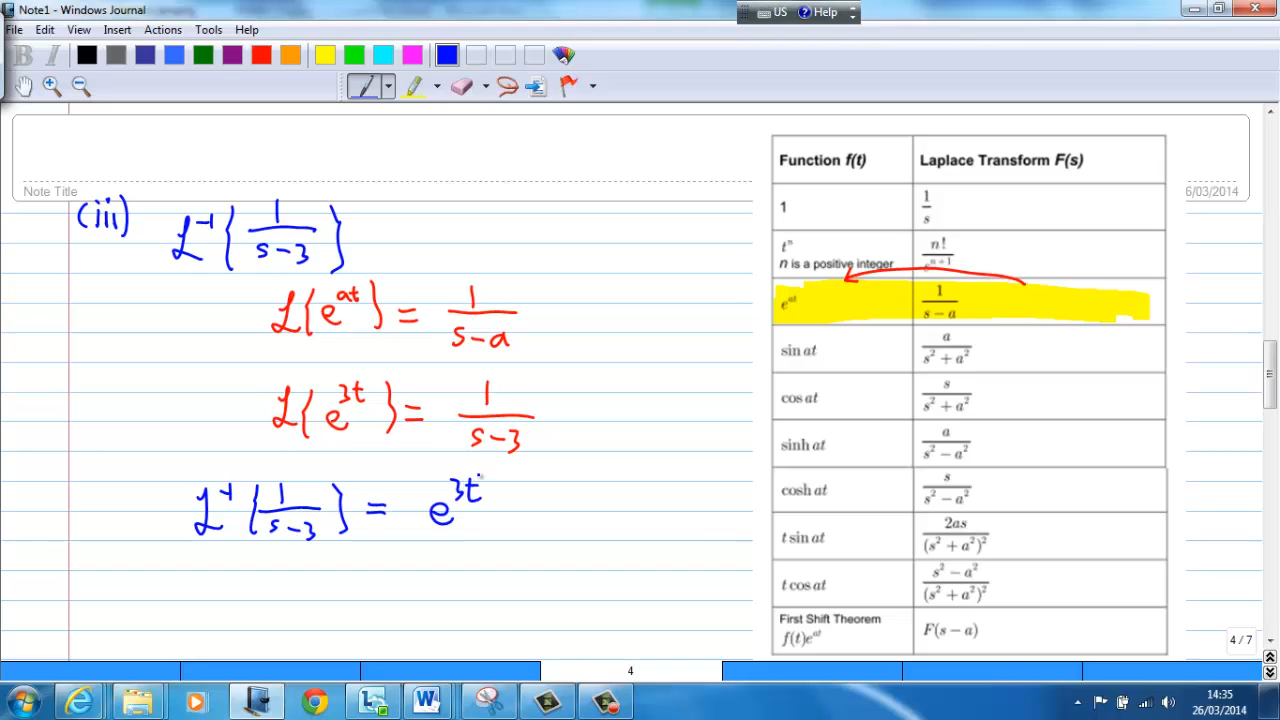 Note1 - Windows Journal
US Help
File Edit View Insert Actions Tools Help
B I
Note Title
6/03/2014
(iii) ℒ⁻¹{ 1/(s-3) }
ℒ{ e^{at} } = 1/(s-a)
ℒ{ e^{3t} } = 1/(s-3)
ℒ⁻¹{ 1/(s-3) } = e^{3t}
Function f(t) Laplace Transform F(s)
1 1/s
tⁿ
n is a positive integer n!/s^{n+1}
e^{at} 1/(s-a)
sin at a/(s²+a²)
cos at s/(s²+a²)
sinh at a/(s²-a²)
cosh at s/(s²-a²)
t sin at 2as/(s²+a²)²
t cos at (s²-a²)/(s²+a²)²
First Shift Theorem
f(t)e^{at} F(s-a)
4 / 7
4
14:35
26/03/2014